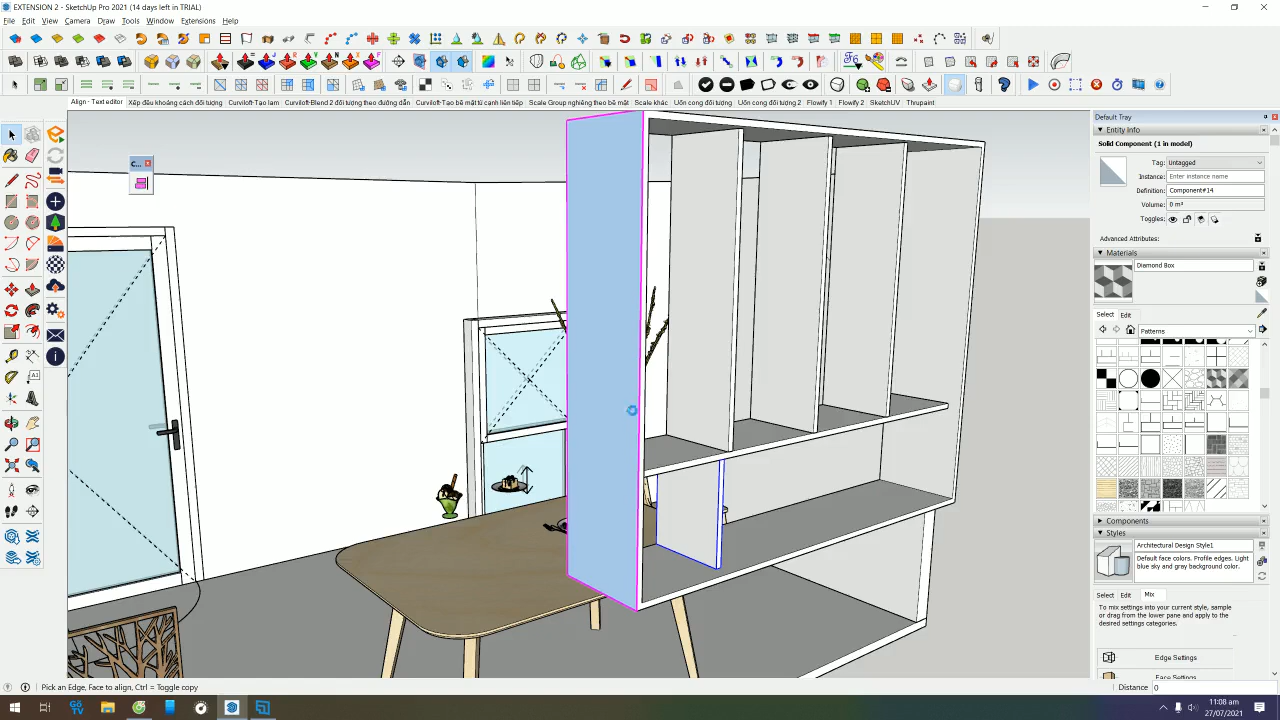 EXTENSION 2 - SketchUp Pro 2021 (14 days left in TRIAL)
File Edit View Camera Draw Tools Window Extensions Help
Align - Text editor Xếp đều khoảng cách đối tượng Curviloft-Tạo lam Curviloft-Blend 2 đối tượng theo đường dẫn Curviloft-Tạo bề mặt từ cạnh liên tiếp Scale Group nghiêng theo bề mặt Scale khác Uốn cong đối tượng Uốn cong đối tượng 2 Flowify 1 Flowify 2 SketchUV Thrupaint
C...
Default Tray
Entity Info
Solid Component (1 in model)
Tag: Untagged
Instance: Enter instance name
Definition: Component#14
Volume: 0 m³
Toggles:
Advanced Attributes:
Materials
Diamond Box
Select Edit
Patterns
Components
Styles
Architectural Design Style1
Default face colors. Profile edges. Light
blue sky and gray background color.
Select Edit Mix
To mix settings into your current style, sample
or drag from the lower pane and apply to the
desired settings categories.
Edge Settings
Face Settings
Pick an Edge, Face to align, Ctrl = Toggle copy
Distance 0
11:08 am
27/07/2021